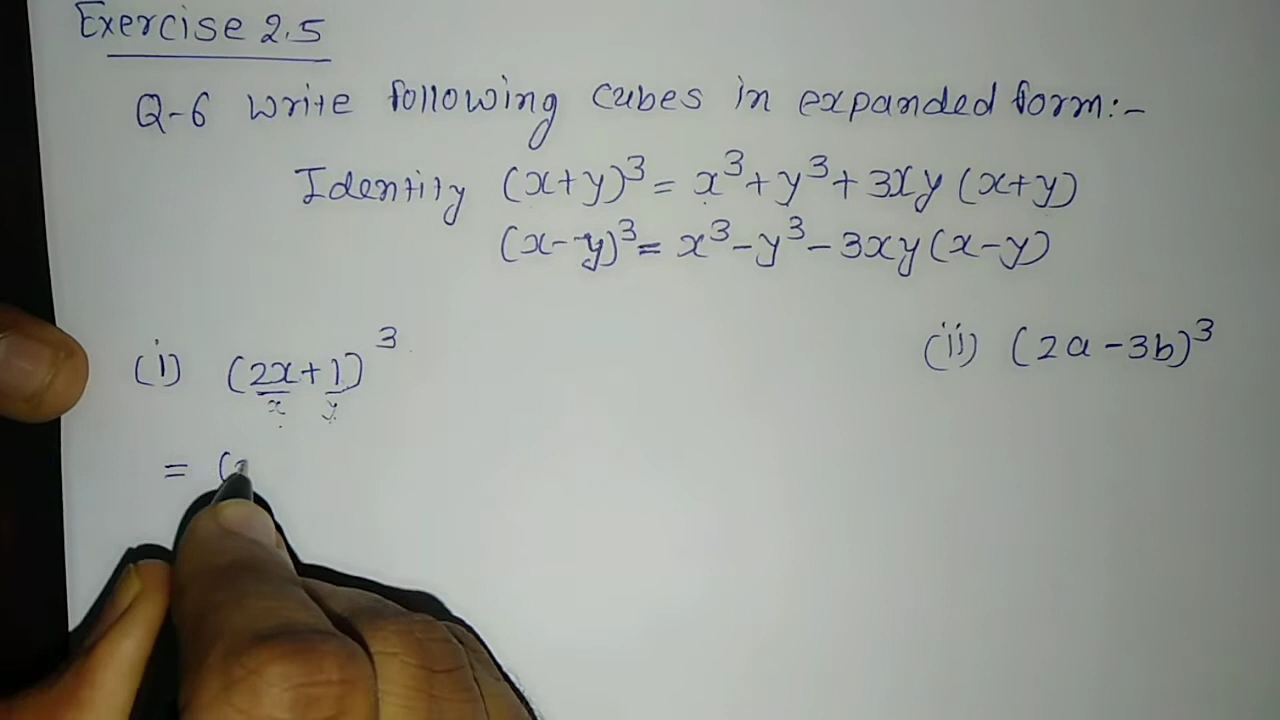 Exercise 2.5
Q-6 Write following cubes in expanded form:-
Identity (x+y)³ = x³+y³+3xy(x+y)
(x-y)³ = x³-y³-3xy(x-y)
(i) (2x+1)³
x y
(ii) (2a-3b)³
= (